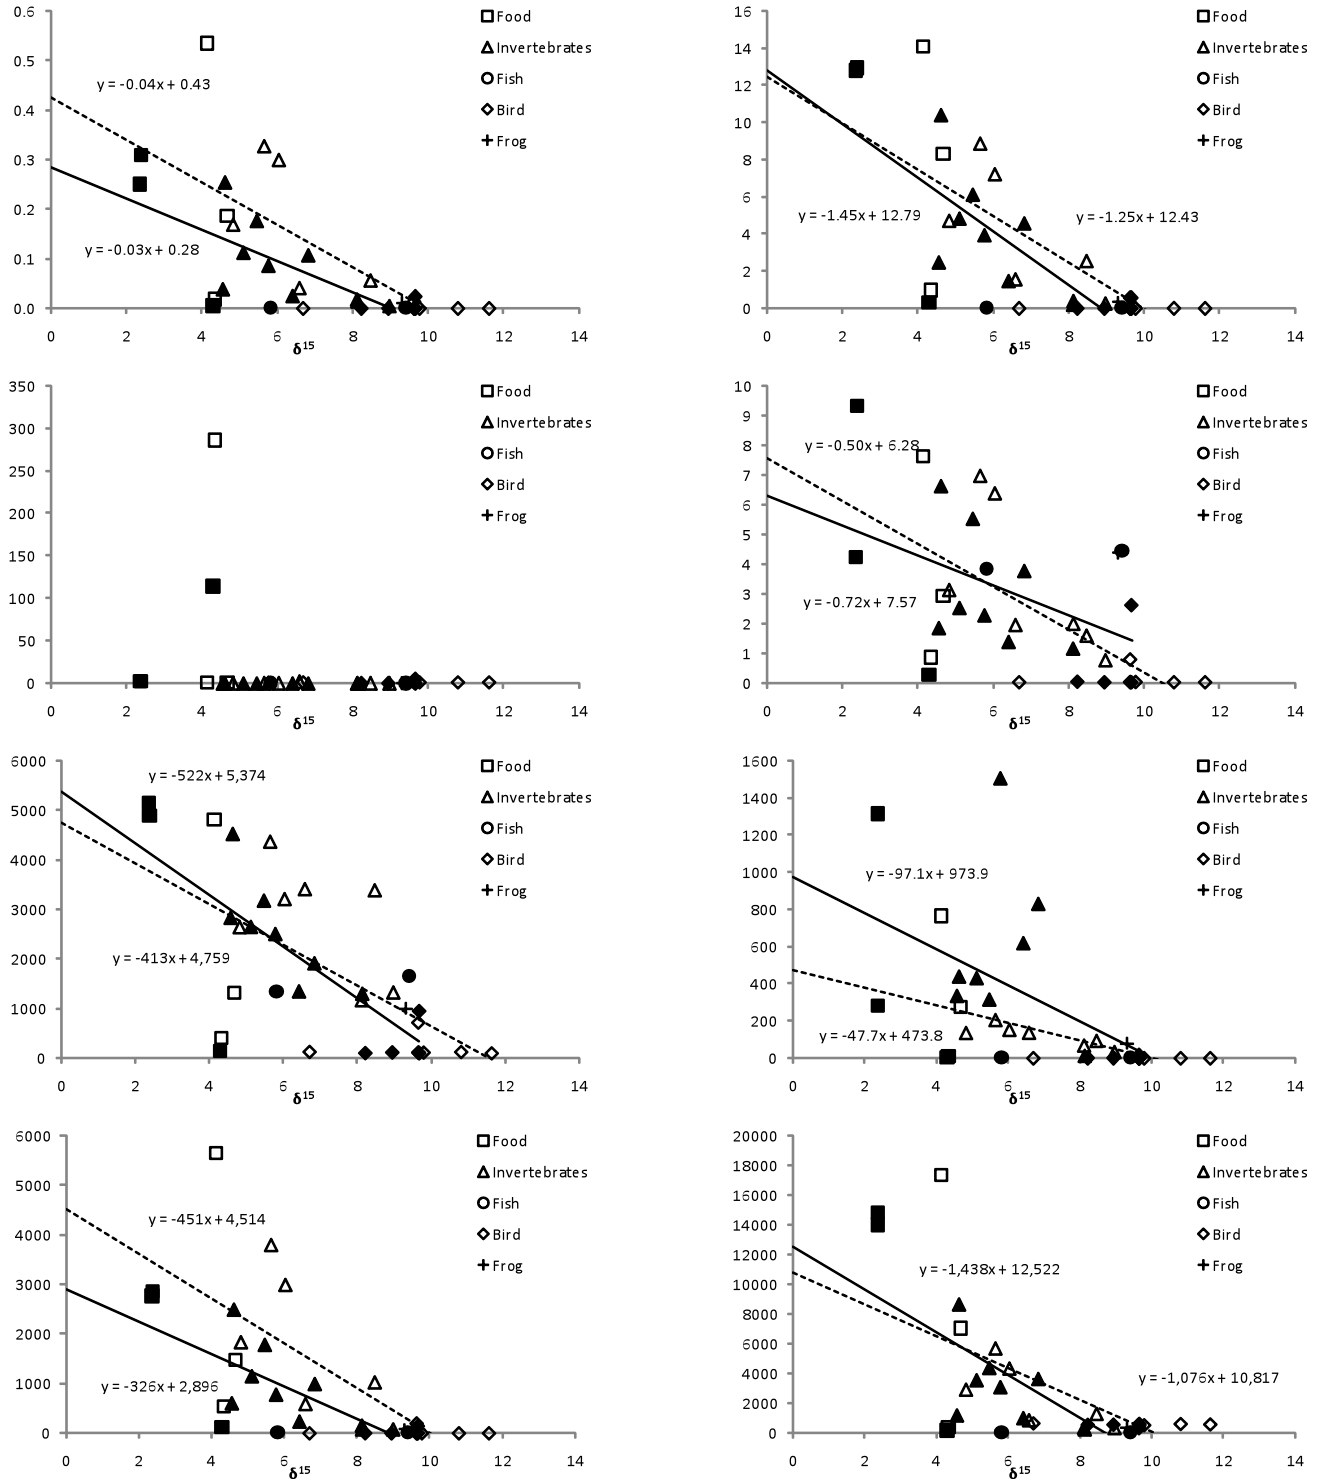 0.6
0.5
0.4
0.3
0.2
0.1
0.0
y = -0.04x + 0.43
y = -0.03x + 0.28
Food
Invertebrates
Fish
Bird
Frog
0 2 4 6 8 10 12 14
δ15
16
14
12
10
8
6
4
2
0
y = -1.45x + 12.79
y = -1.25x + 12.43
Food
Invertebrates
Fish
Bird
Frog
0 2 4 6 8 10 12 14
δ15
350
300
250
200
150
100
50
0
Food
Invertebrates
Fish
Bird
Frog
0 2 4 6 8 10 12 14
δ15
10
9
8
7
6
5
4
3
2
1
0
y = -0.50x + 6.28
y = -0.72x + 7.57
Food
Invertebrates
Fish
Bird
Frog
0 2 4 6 8 10 12 14
δ15
6000
5000
4000
3000
2000
1000
0
y = -522x + 5,374
y = -413x + 4,759
Food
Invertebrates
Fish
Bird
Frog
0 2 4 6 8 10 12 14
δ15
1600
1400
1200
1000
800
600
400
200
0
y = -97.1x + 973.9
y = -47.7x + 473.8
Food
Invertebrates
Fish
Bird
Frog
0 2 4 6 8 10 12 14
δ15
6000
5000
4000
3000
2000
1000
0
y = -451x + 4,514
y = -326x + 2,896
Food
Invertebrates
Fish
Bird
Frog
0 2 4 6 8 10 12 14
δ15
20000
18000
16000
14000
12000
10000
8000
6000
4000
2000
0
y = -1,438x + 12,522
y = -1,076x + 10,817
Food
Invertebrates
Fish
Bird
Frog
0 2 4 6 8 10 12 14
δ15